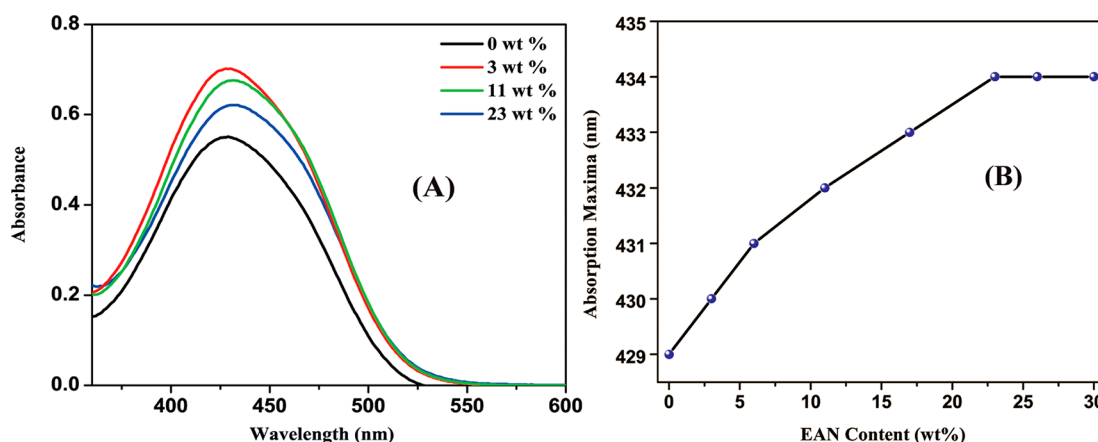 0.8
0.6
0.4
0.2
0.0
Absorbance
400
450
500
550
600
Wavelength (nm)
0 wt %
3 wt %
11 wt %
23 wt %
(A)
435
434
433
432
431
430
429
Absorption Maxima (nm)
0
5
10
15
20
25
30
EAN Content (wt%)
(B)